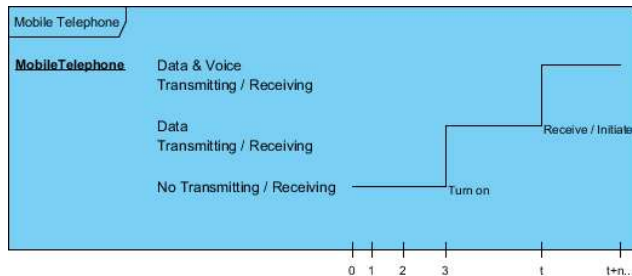 Mobile Telephone
MobileTelephone
Data & Voice
Transmitting / Receiving
Data
Transmitting / Receiving
Receive / Initiate
No Transmitting / Receiving
Turn on
0 1 2 3 t t+n..